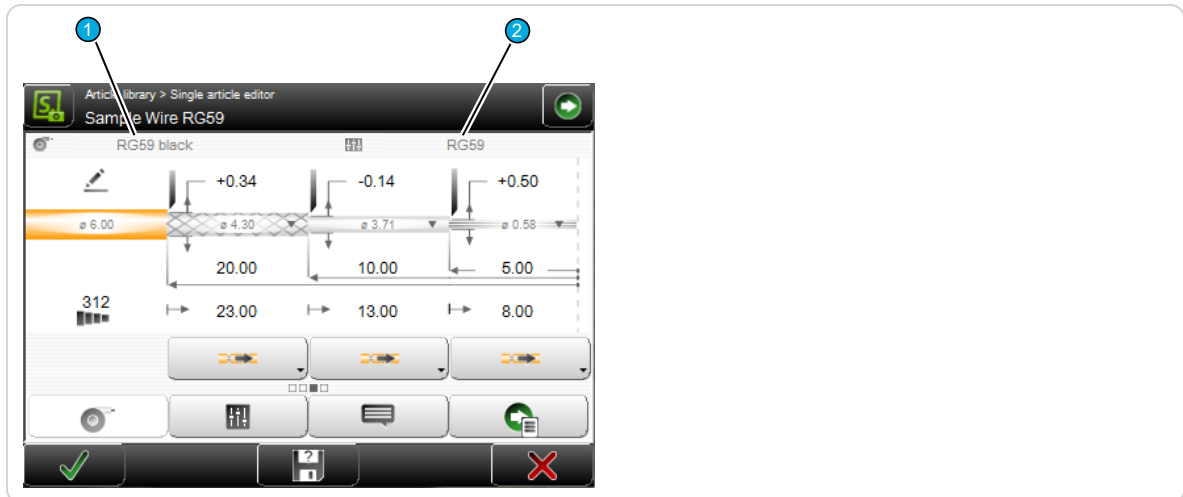 1 2
Article library > Single article editor
Sample Wire RG59
RG59 black RG59
+0.34 -0.14 +0.50
ø 6.00 ø 4.30 ø 3.71 ø 0.58
20.00 10.00 5.00
312 23.00 13.00 8.00
?